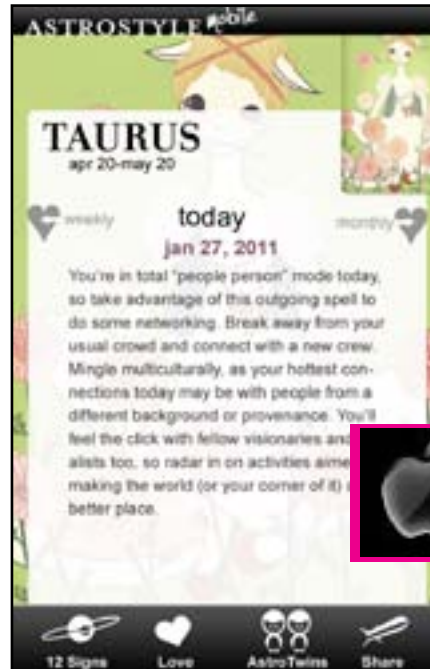 ASTROSTYLE mobile
TAURUS
apr 20-may 20
weekly today monthly
jan 27, 2011
You're in total "people person" mode today,
so take advantage of this outgoing spell to
do some networking. Break away from your
usual crowd and connect with a new crew.
Mingle multiculturally, as your hottest con-
nections today may be with people from a
different background or provenance. You'll
feel the click with fellow visionaries and
alists too, so radar in on activities aime
making the world (or your corner of it)
better place.
12 Signs Love AstroTwins Share